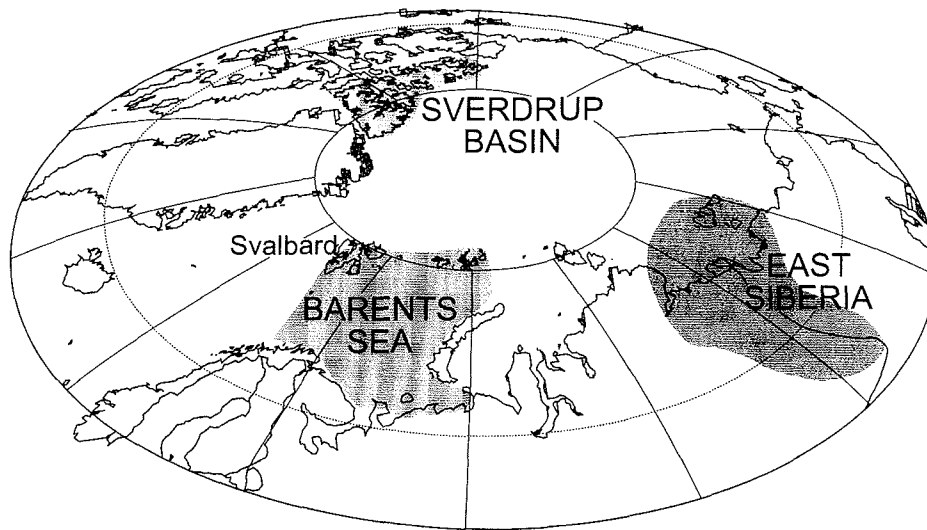 SVERDRUP
BASIN
Svalbard
BARENTS
SEA
EAST
SIBERIA